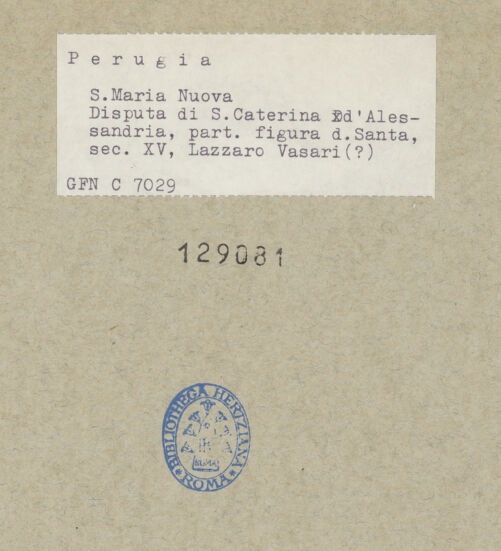 P e r u g i a
S.Maria Nuova
Disputa di S.Caterina d'Ales-
sandria, part. figura d.Santa,
sec. XV, Lazzaro Vasari(?)
GFN C 7029
129081
BIBLIOTHECA HERTZIANA
ROMA